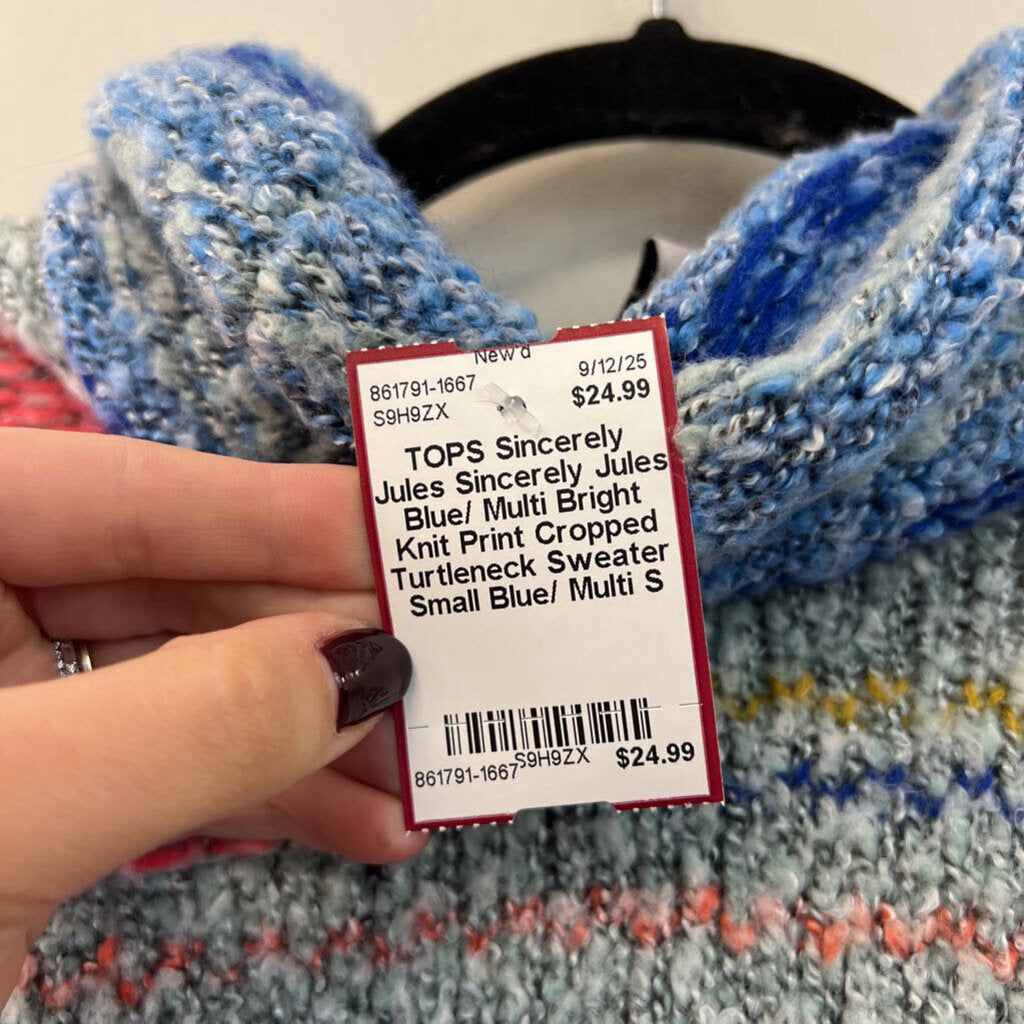 New'd
861791-1667 9/12/25
S9H9ZX $24.99
TOPS Sincerely
Jules Sincerely Jules
Blue/ Multi Bright
Knit Print Cropped
Turtleneck Sweater
Small Blue/ Multi S
861791-1667 S9H9ZX $24.99